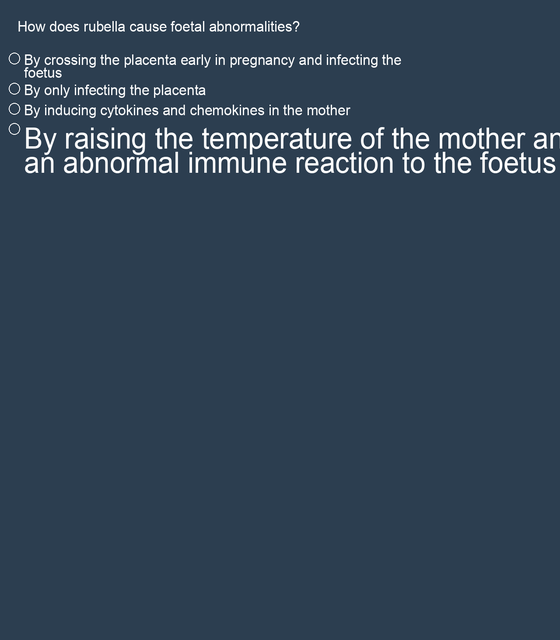 How does rubella cause foetal abnormalities?
By crossing the placenta early in pregnancy and infecting the
foetus
By only infecting the placenta
By inducing cytokines and chemokines in the mother
By raising the temperature of the mother
an abnormal immune reaction to the foetus